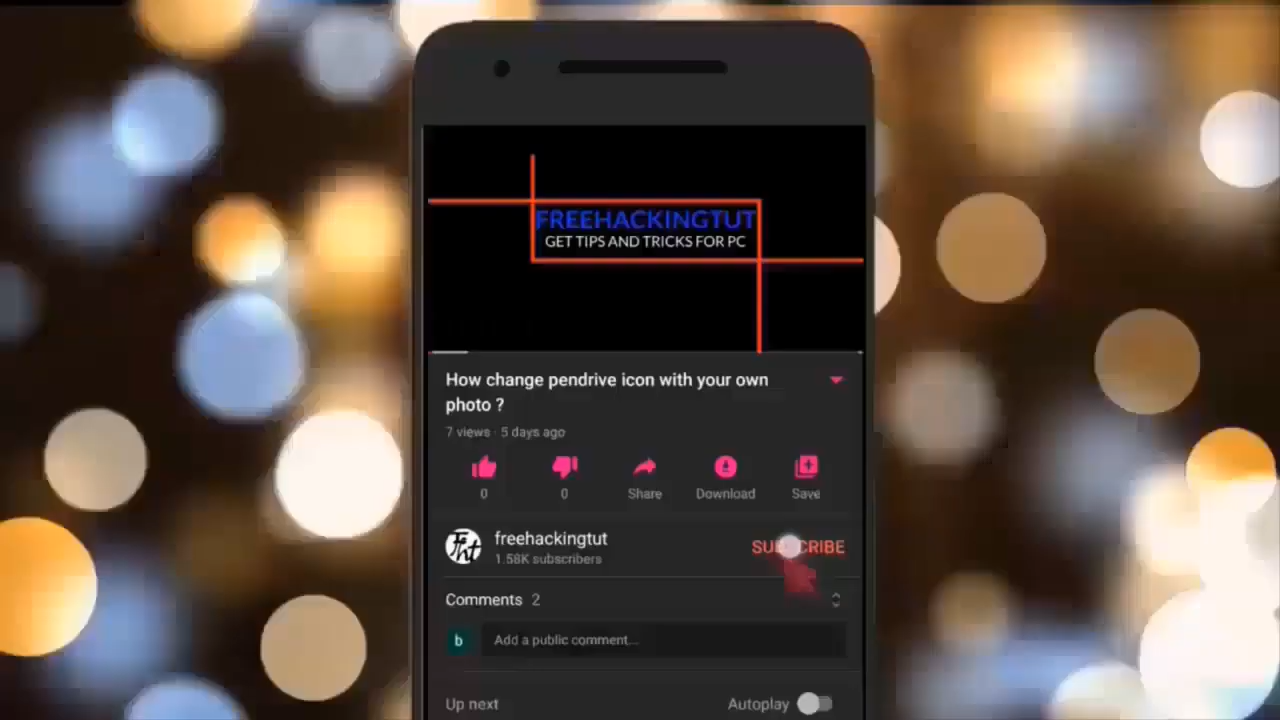 FREEHACKINGTUT
GET TIPS AND TRICKS FOR PC
How change pendrive icon with your own
photo ?
7 views · 5 days ago
0
0
Share
Download
Save
freehackingtut
1.58K subscribers
SUBSCRIBE
Comments 2
b
Add a public comment...
Up next
Autoplay